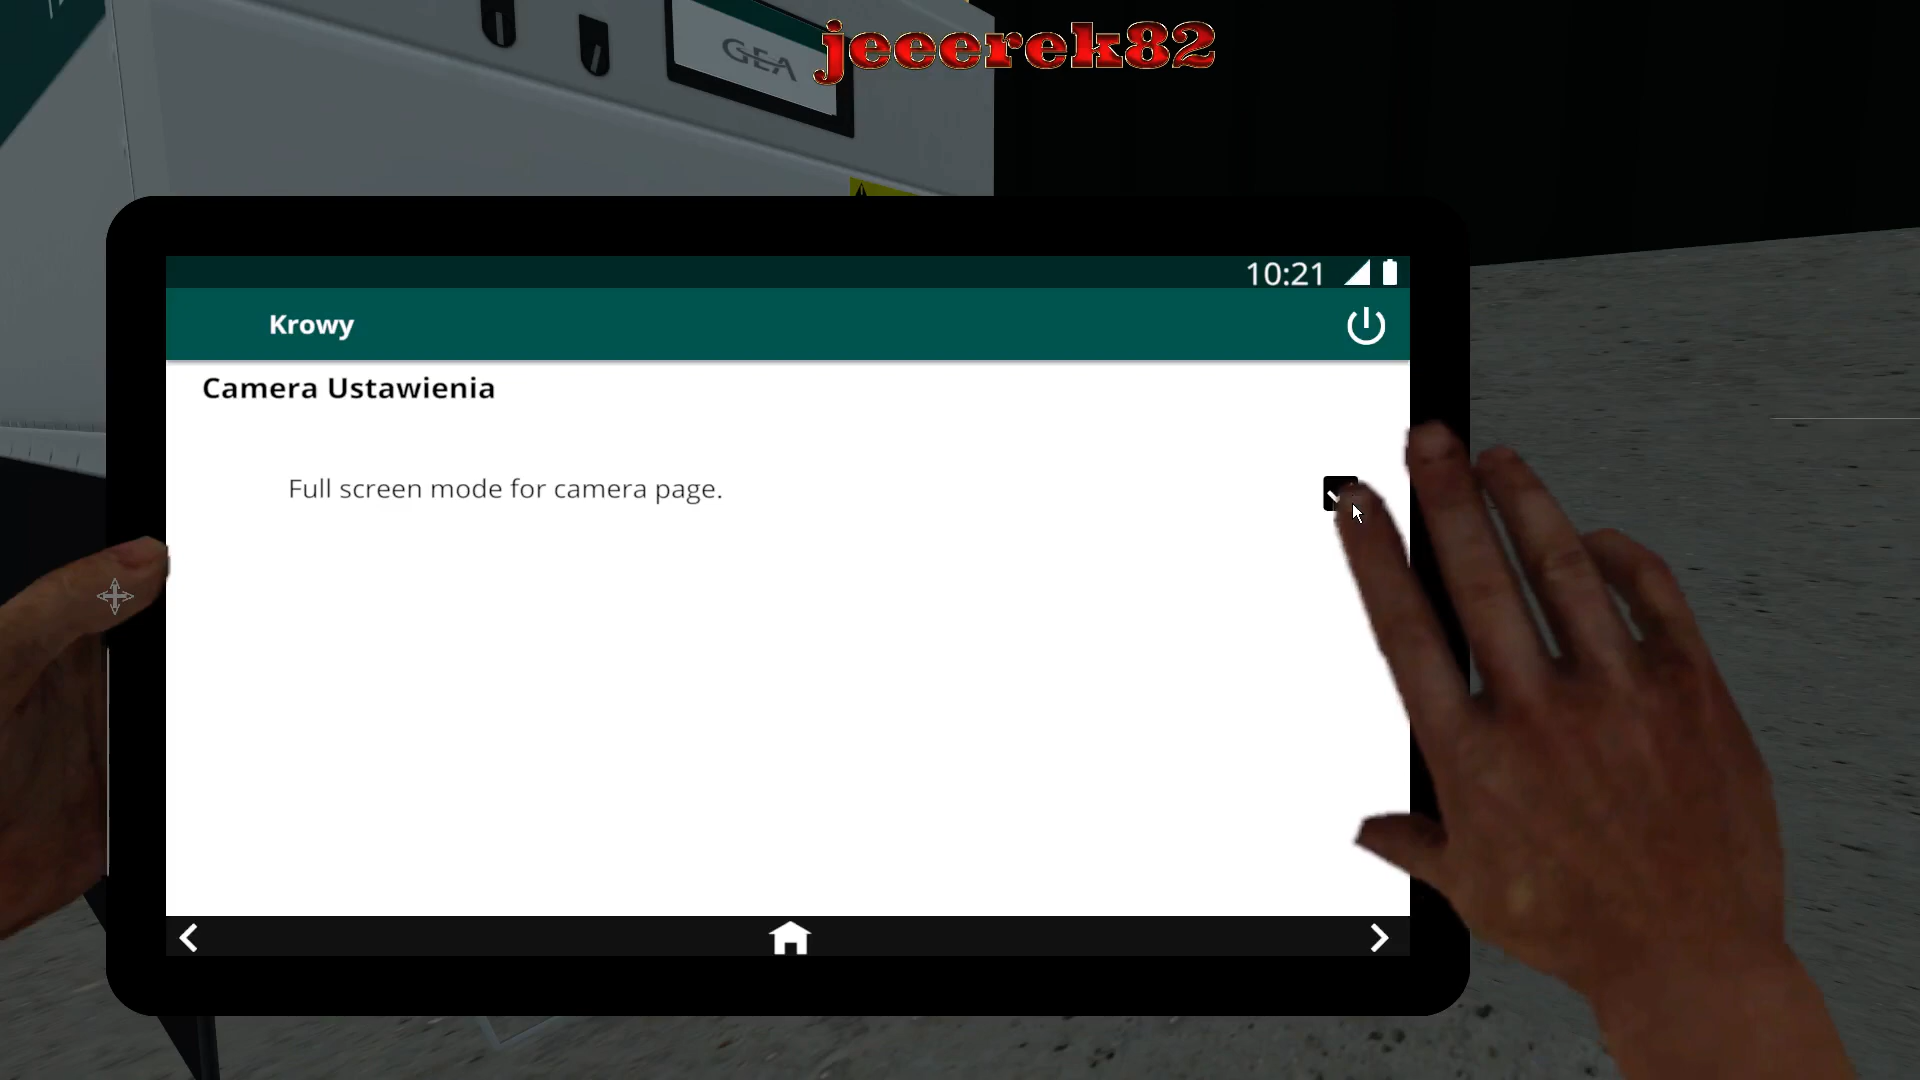 jeeerek82
GEA
10:21
Krowy
Camera Ustawienia
Full screen mode for camera page.